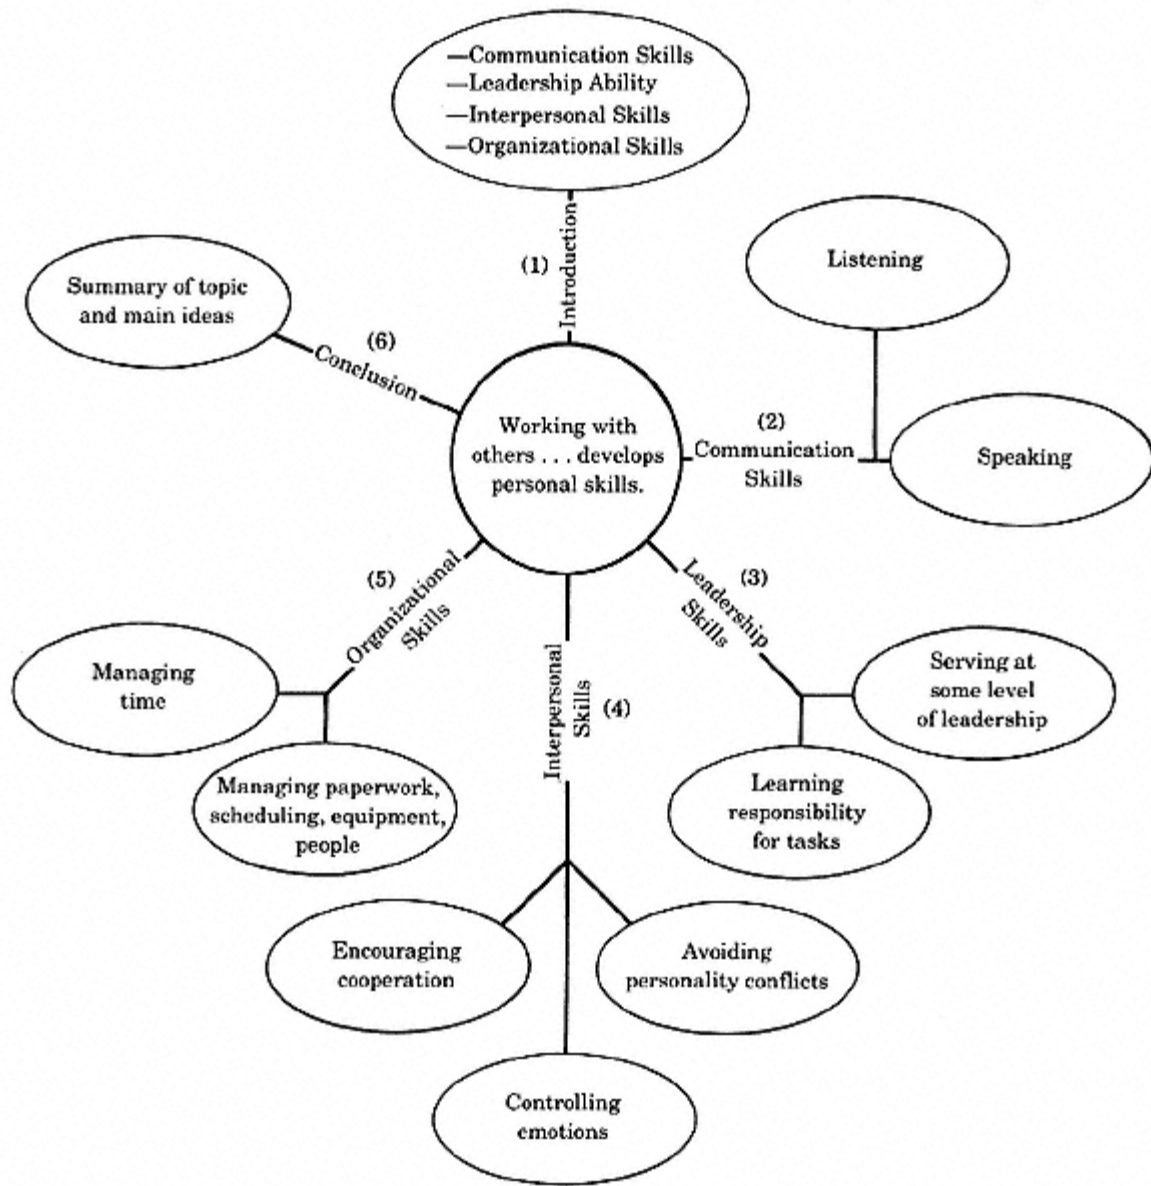 —Communication Skills
—Leadership Ability
—Interpersonal Skills
—Organizational Skills
(1)
Introduction
Listening
Summary of topic
and main ideas
(6)
Conclusion
Working with
others . . . develops
personal skills.
(2)
Communication
Skills
Speaking
(5)
Organizational
Skills
(3)
Leadership
Skills
Managing
time
Interpersonal
Skills
(4)
Serving at
some level
of leadership
Managing paperwork,
scheduling, equipment,
people
Learning
responsibility
for tasks
Encouraging
cooperation
Avoiding
personality conflicts
Controlling
emotions